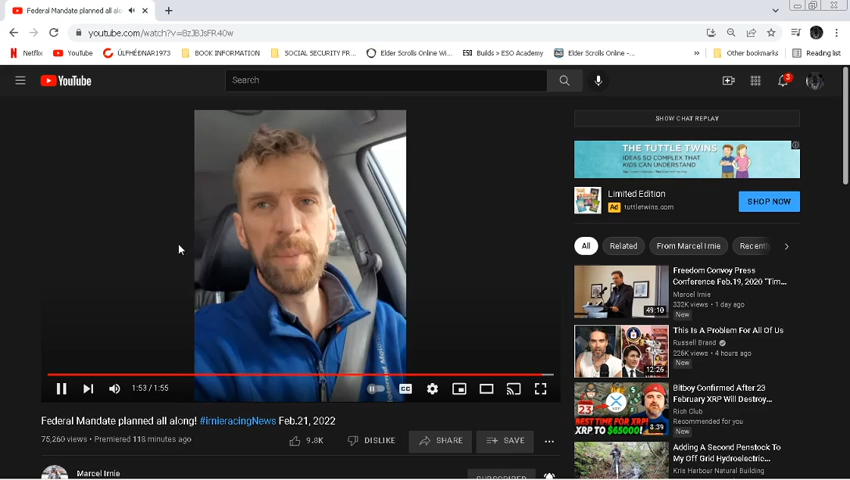 Federal Mandate planned all alon
youtube.com/watch?v=BzJBJsFR40w
Netflix
YouTube
ÚLFHÉÐNAR1973
BOOK INFORMATION
SOCIAL SECURITY FR...
Elder Scrolls Online Wi...
Builds » ESO Academy
Elder Scrolls Online -...
»
Other bookmarks
Reading list
YouTube
Search
3
SHOW CHAT REPLAY
THE TUTTLE TWINS
IDEAS SO COMPLEX THAT
KIDS CAN UNDERSTAND
Limited Edition
Ad tuttletwins.com
SHOP NOW
All
Related
From Marcel Irnie
Recent
Freedom Convoy Press
Conference Feb.19, 2020 "Tim...
Marcel Irnie
332K views • 1 day ago
New
49:10
This Is A Problem For All Of Us
Russell Brand
226K views • 4 hours ago
New
12:26
Bitboy Confirmed After 23
February XRP Will Destroy...
Rich Club
Recommended for you
New
23
BEST TIME FOR XRP
XRP TO $65000!
8:39
Adding A Second Penstock To
My Off Grid Hydroelectric...
Kris Harbour Natural Building
1:53 / 1:55
CC
Federal Mandate planned all along! #irnieracingNews Feb.21, 2022
75,260 views • Premiered 118 minutes ago
9.8K
DISLIKE
SHARE
SAVE
Marcel Irnie
SUBSCRIBED